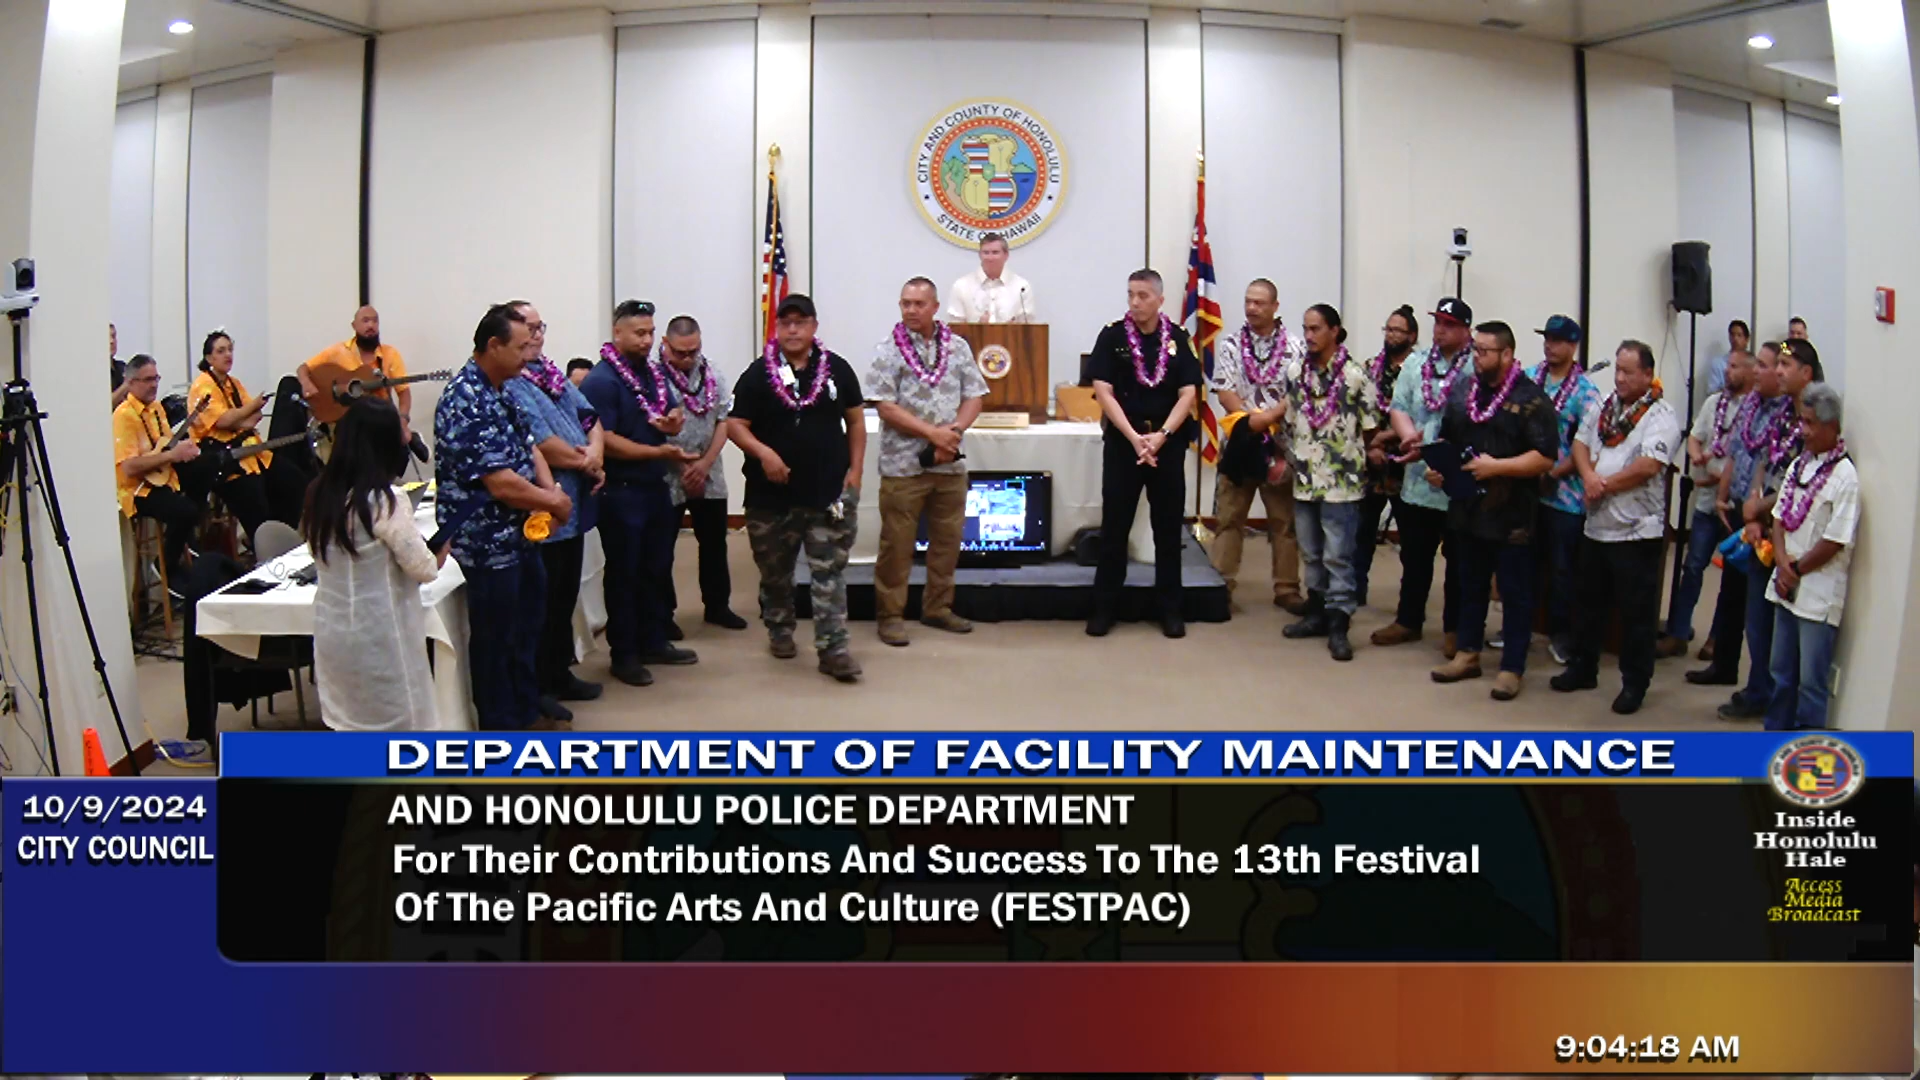 CITY AND COUNTY OF HONOLULU
STATE OF HAWAII
DEPARTMENT OF FACILITY MAINTENANCE
10/9/2024
CITY COUNCIL
AND HONOLULU POLICE DEPARTMENT
For Their Contributions And Success To The 13th Festival
Of The Pacific Arts And Culture (FESTPAC)
Inside
Honolulu
Hale
Access
Media
Broadcast
9:04:18 AM